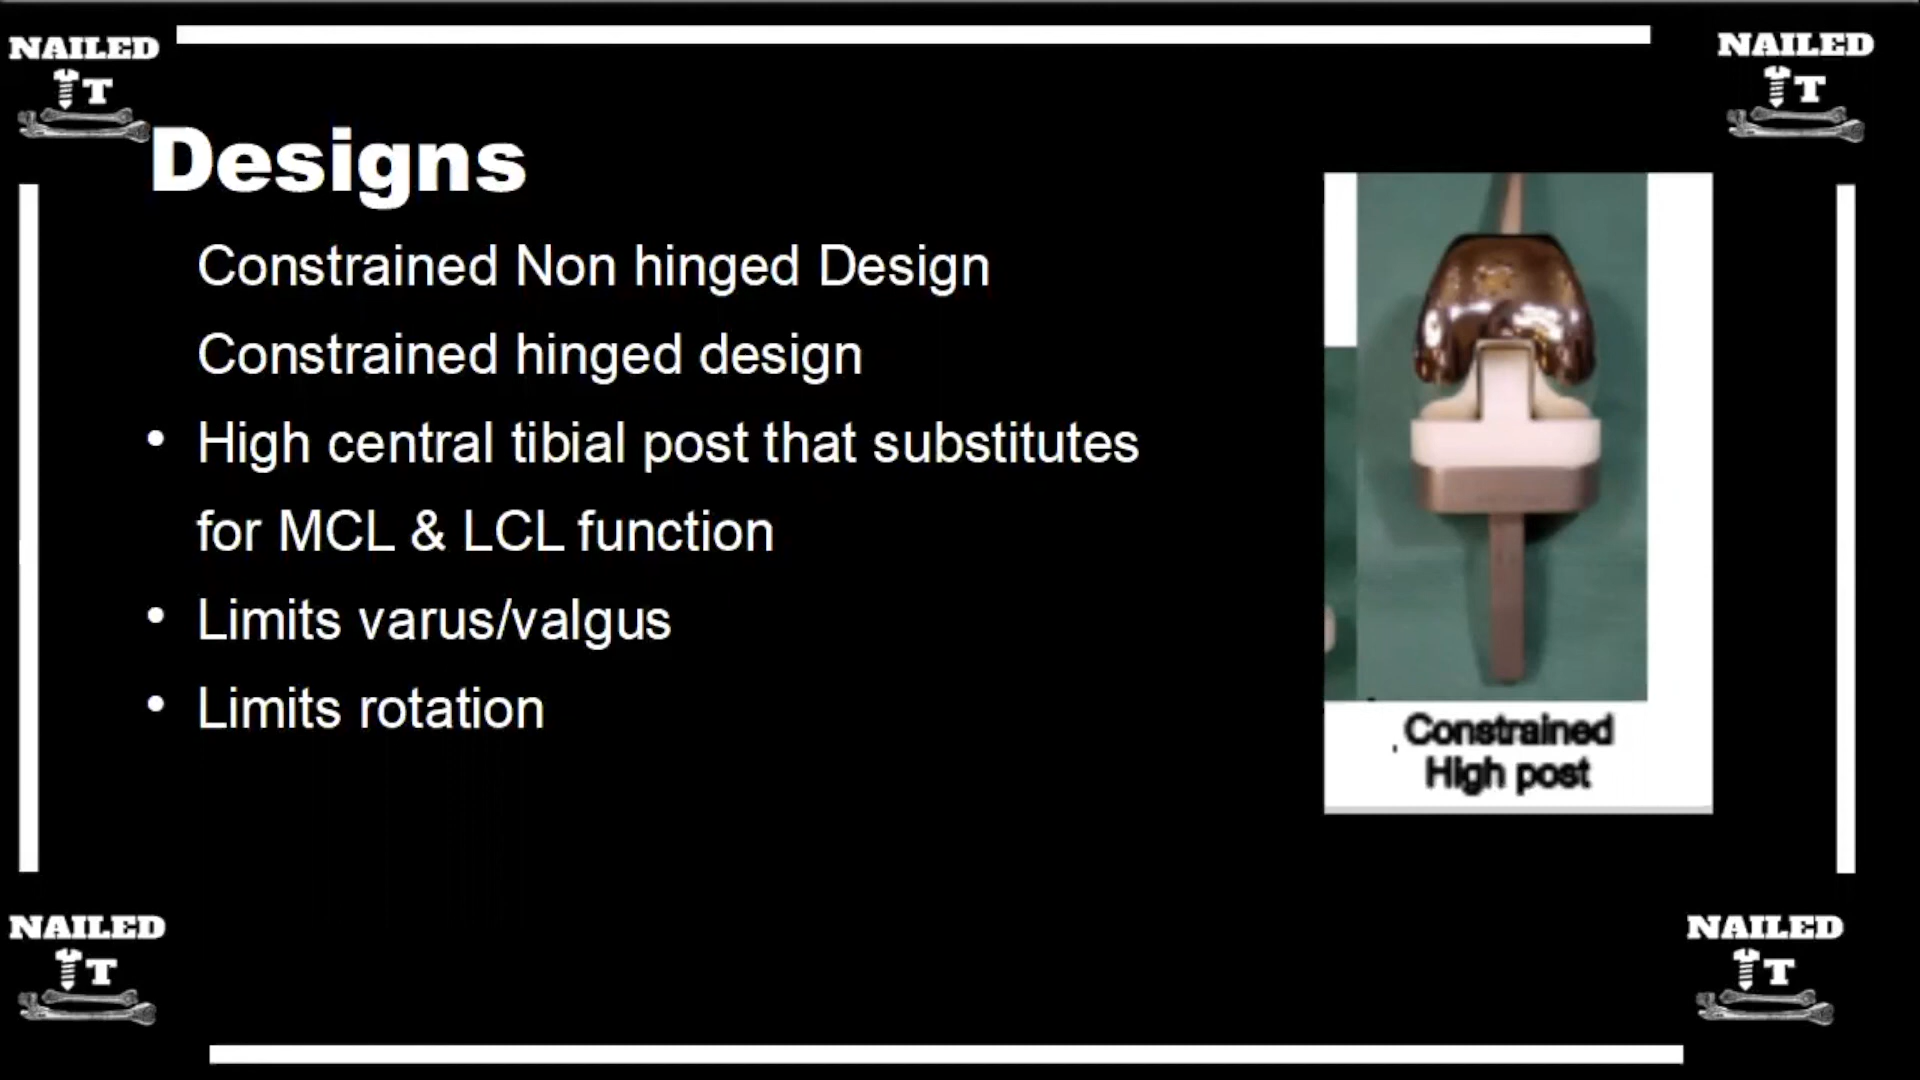 NAILED
IT
NAILED
IT
Designs
Constrained Non hinged Design
Constrained hinged design
• High central tibial post that substitutes
for MCL & LCL function
• Limits varus/valgus
• Limits rotation
Constrained
High post
NAILED
IT
NAILED
IT